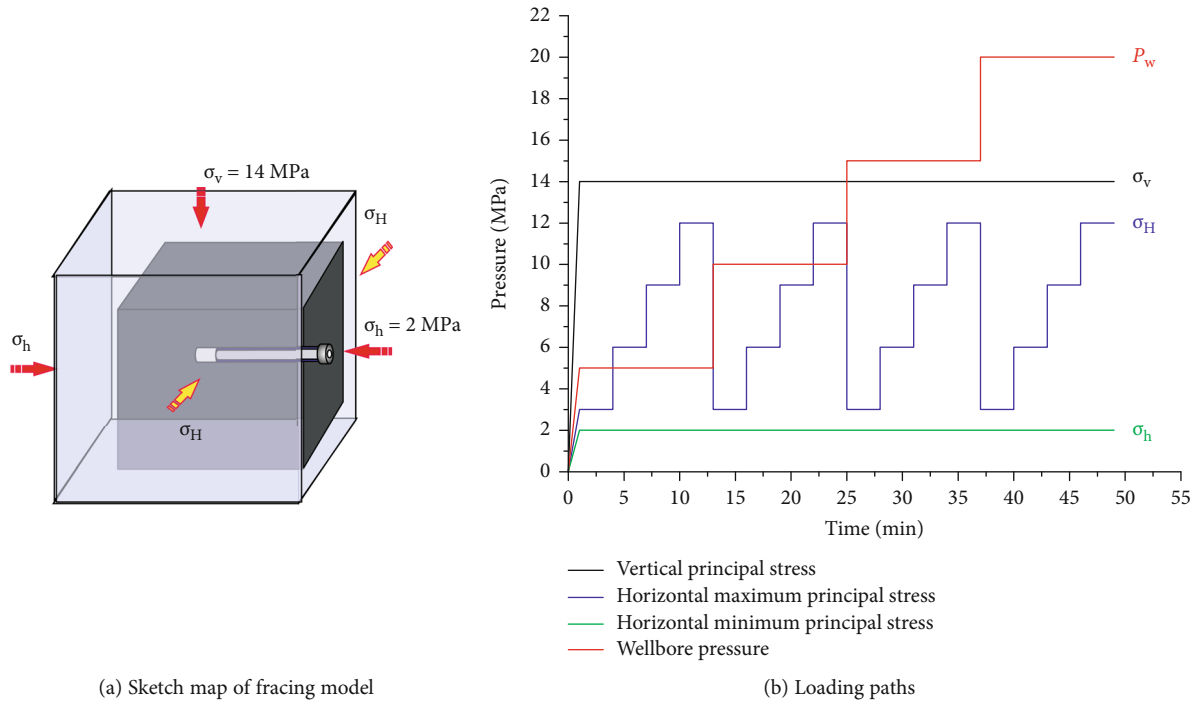 σv = 14 MPa
σH
σh = 2 MPa
σh
σH
(a) Sketch map of fracing model
Pressure (MPa)
22
20
18
16
14
12
10
8
6
4
2
0
0 5 10 15 20 25 30 35 40 45 50 55
Time (min)
Pw
σv
σH
σh
Vertical principal stress
Horizontal maximum principal stress
Horizontal minimum principal stress
Wellbore pressure
(b) Loading paths